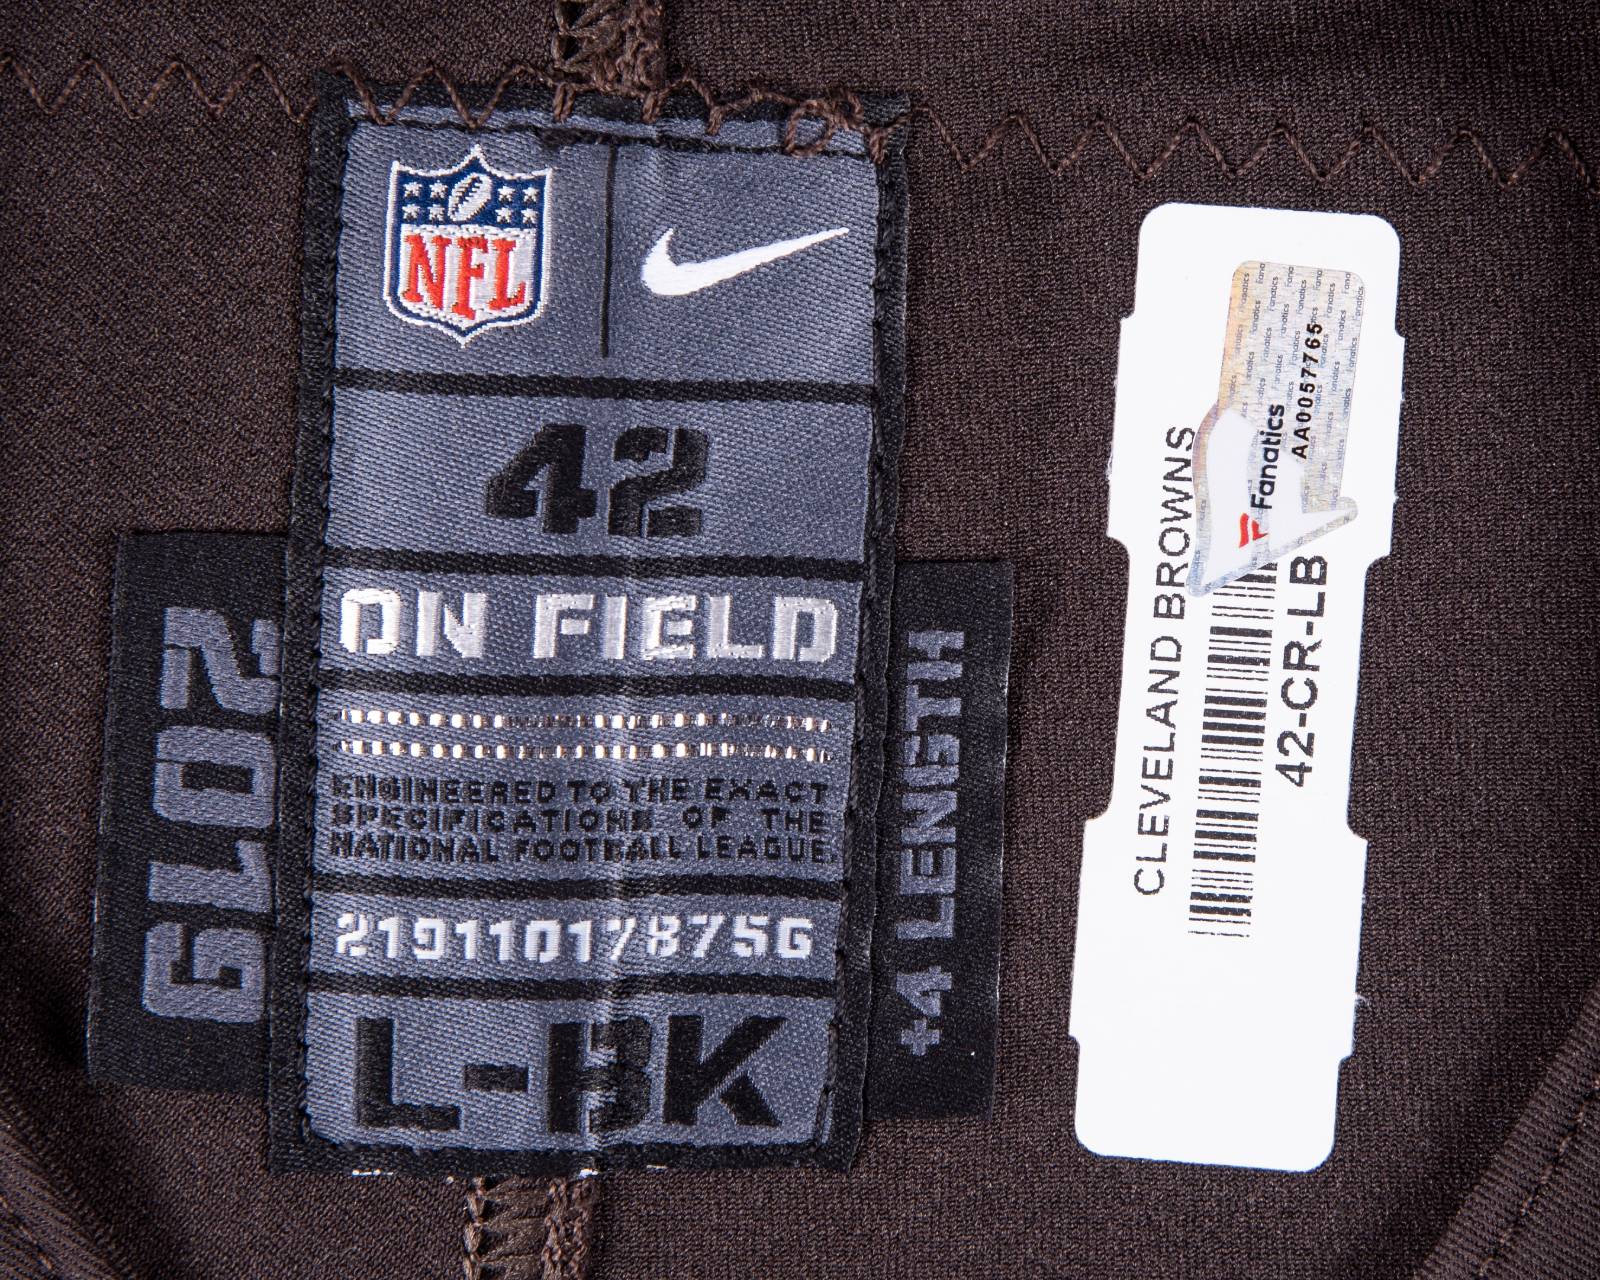 NFL
42
ON FIELD
ENGINEERED TO THE EXACT
SPECIFICATIONS OF THE
NATIONAL FOOTBALL LEAGUE.
L-BK
2019
+4 LENGTH
CLEVELAND BROWNS
42-CR-LB
Fanatics
AA0057765